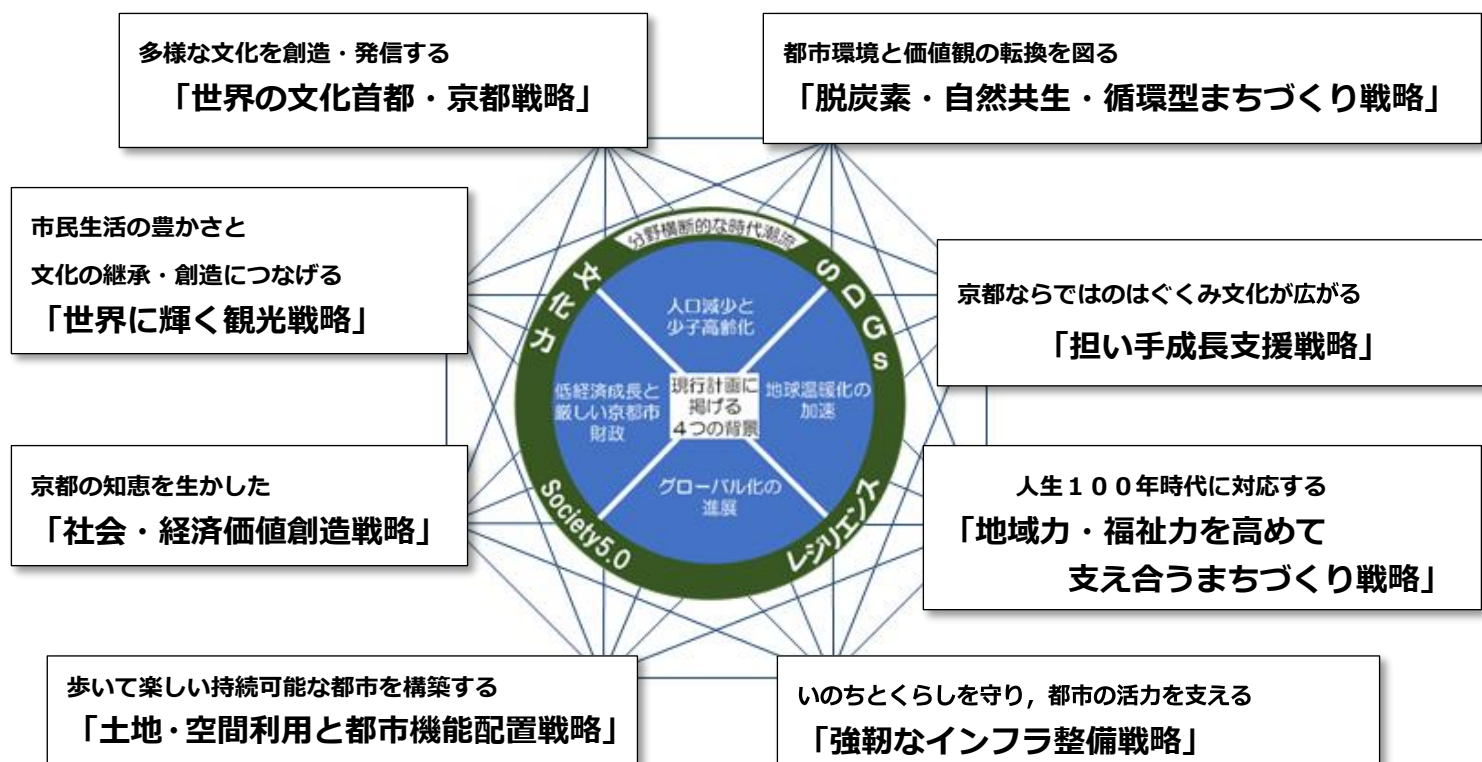 多様な文化を創造・発信する
「世界の文化首都・京都戦略」
都市環境と価値観の転換を図る
「脱炭素・自然共生・循環型まちづくり戦略」
市民生活の豊かさと
文化の継承・創造につなげる
「世界に輝く観光戦略」
京都ならではのはぐくみ文化が広がる
「担い手成長支援戦略」
分野横断的な時代潮流
文化力
SDGs
人口減少と
少子高齢化
低経済成長と
厳しい京都市
財政
現行計画に
掲げる
4つの背景
地球温暖化の
加速
グローバル化の
進展
Society5.0
レジリエンス
京都の知恵を生かした
「社会・経済価値創造戦略」
人生１００年時代に対応する
「地域力・福祉力を高めて
支え合うまちづくり戦略」
歩いて楽しい持続可能な都市を構築する
「土地・空間利用と都市機能配置戦略」
いのちとくらしを守り，都市の活力を支える
「強靭なインフラ整備戦略」